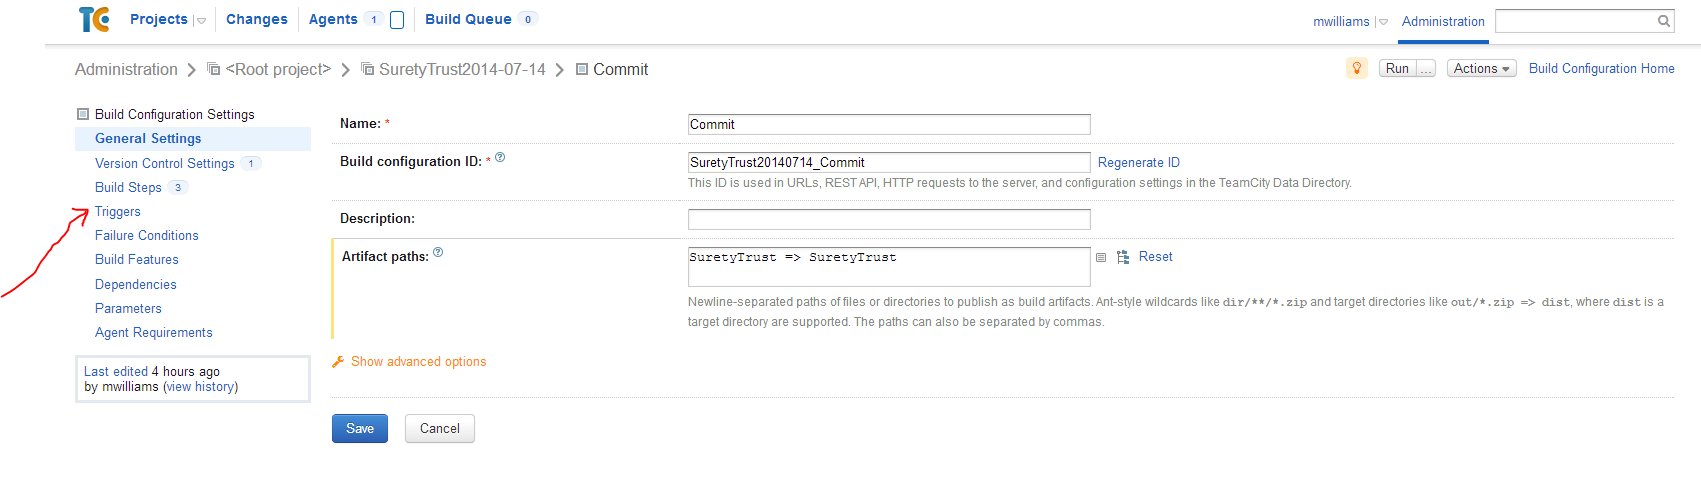 TC Projects Changes Agents 1 Build Queue 0 mwilliams Administration
Administration <Root project> SuretyTrust2014-07-14 Commit Run ... Actions Build Configuration Home
Build Configuration Settings
General Settings
Version Control Settings 1
Build Steps 3
Triggers
Failure Conditions
Build Features
Dependencies
Parameters
Agent Requirements
Last edited 4 hours ago
by mwilliams (view history)
Name: * Commit
Build configuration ID: * ? SuretyTrust20140714_Commit Regenerate ID
This ID is used in URLs, REST API, HTTP requests to the server, and configuration settings in the TeamCity Data Directory.
Description:
Artifact paths: ? SuretyTrust => SuretyTrust Reset
Newline-separated paths of files or directories to publish as build artifacts. Ant-style wildcards like dir/**/*.zip and target directories like out/*.zip => dist, where dist is a
target directory are supported. The paths can also be separated by commas.
Show advanced options
Save Cancel